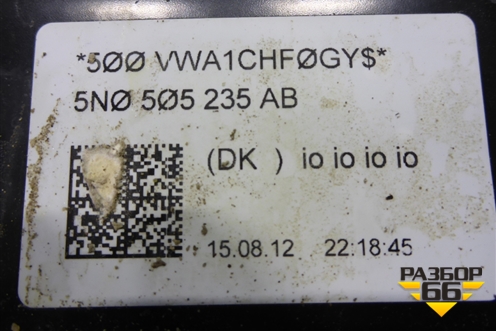 *5ØØ VWA1CHFØGY$*
5NØ 5Ø5 235 AB
(DK ) io io io io
15.08.12 22:18:45
РАЗБОР
66